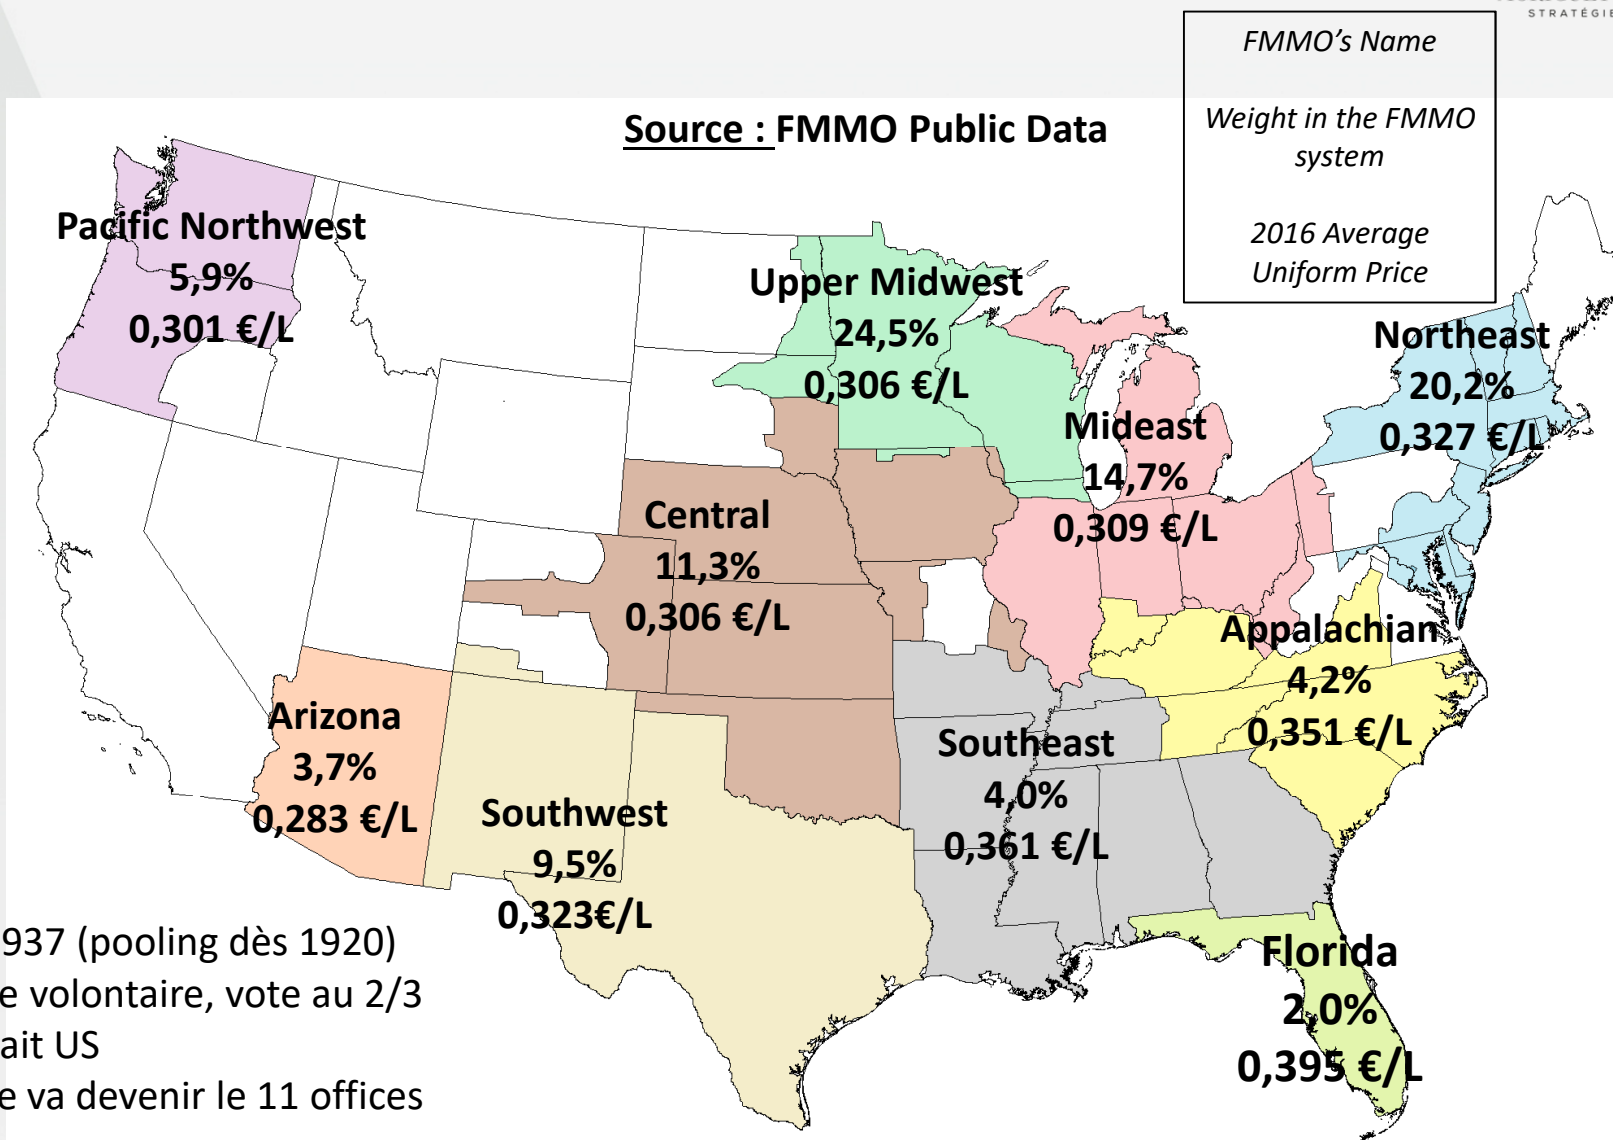 STRATÉGIE
FMMO's Name
Weight in the FMMO
system
2016 Average
Uniform Price
Source : FMMO Public Data
Pacific Northwest
5,9%
0,301 €/L
Upper Midwest
24,5%
0,306 €/L
Northeast
20,2%
0,327 €/L
Mideast
14,7%
0,309 €/L
Central
11,3%
0,306 €/L
Appalachian
4,2%
0,351 €/L
Arizona
3,7%
0,283 €/L
Southeast
4,0%
0,361 €/L
Southwest
9,5%
0,323€/L
Florida
2,0%
0,395 €/L
937 (pooling dès 1920)
e volontaire, vote au 2/3
ait US
e va devenir le 11 offices